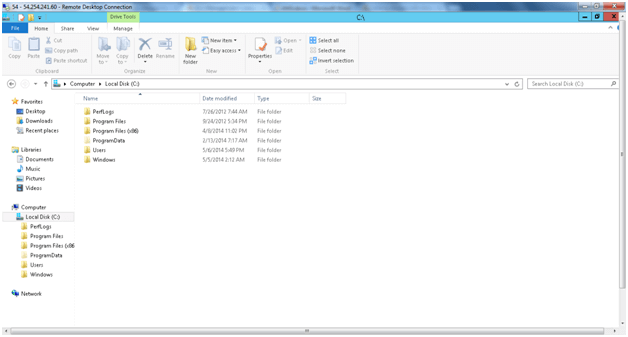 54 - 54.254.241.60 - Remote Desktop Connection
Drive Tools
C:\
File Home Share View Manage
Copy Paste Cut Copy path Paste shortcut
Clipboard
Move to Copy to Delete Rename
Organize
New folder New item Easy access
New
Properties Open Edit
Open
Select all Select none Invert selection
Select
Computer Local Disk (C:)
Search Local Disk (C:)
Name Date modified Type Size
PerfLogs 7/26/2012 7:44 AM File folder
Program Files 9/24/2012 5:34 PM File folder
Program Files (x86) 4/8/2014 11:02 PM File folder
ProgramData 2/13/2014 7:17 AM File folder
Users 5/6/2014 5:49 PM File folder
Windows 5/5/2014 2:12 AM File folder
Favorites
Desktop
Downloads
Recent places
Libraries
Documents
Music
Pictures
Videos
Computer
Local Disk (C:)
PerfLogs
Program Files
Program Files (x86
ProgramData
Users
Windows
Network